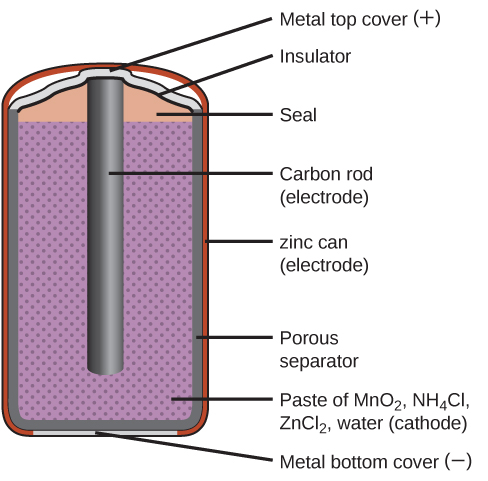 Metal top cover (+)
Insulator
Seal
Carbon rod
(electrode)
zinc can
(electrode)
Porous
separator
Paste of MnO₂, NH₄Cl,
ZnCl₂, water (cathode)
Metal bottom cover (−)